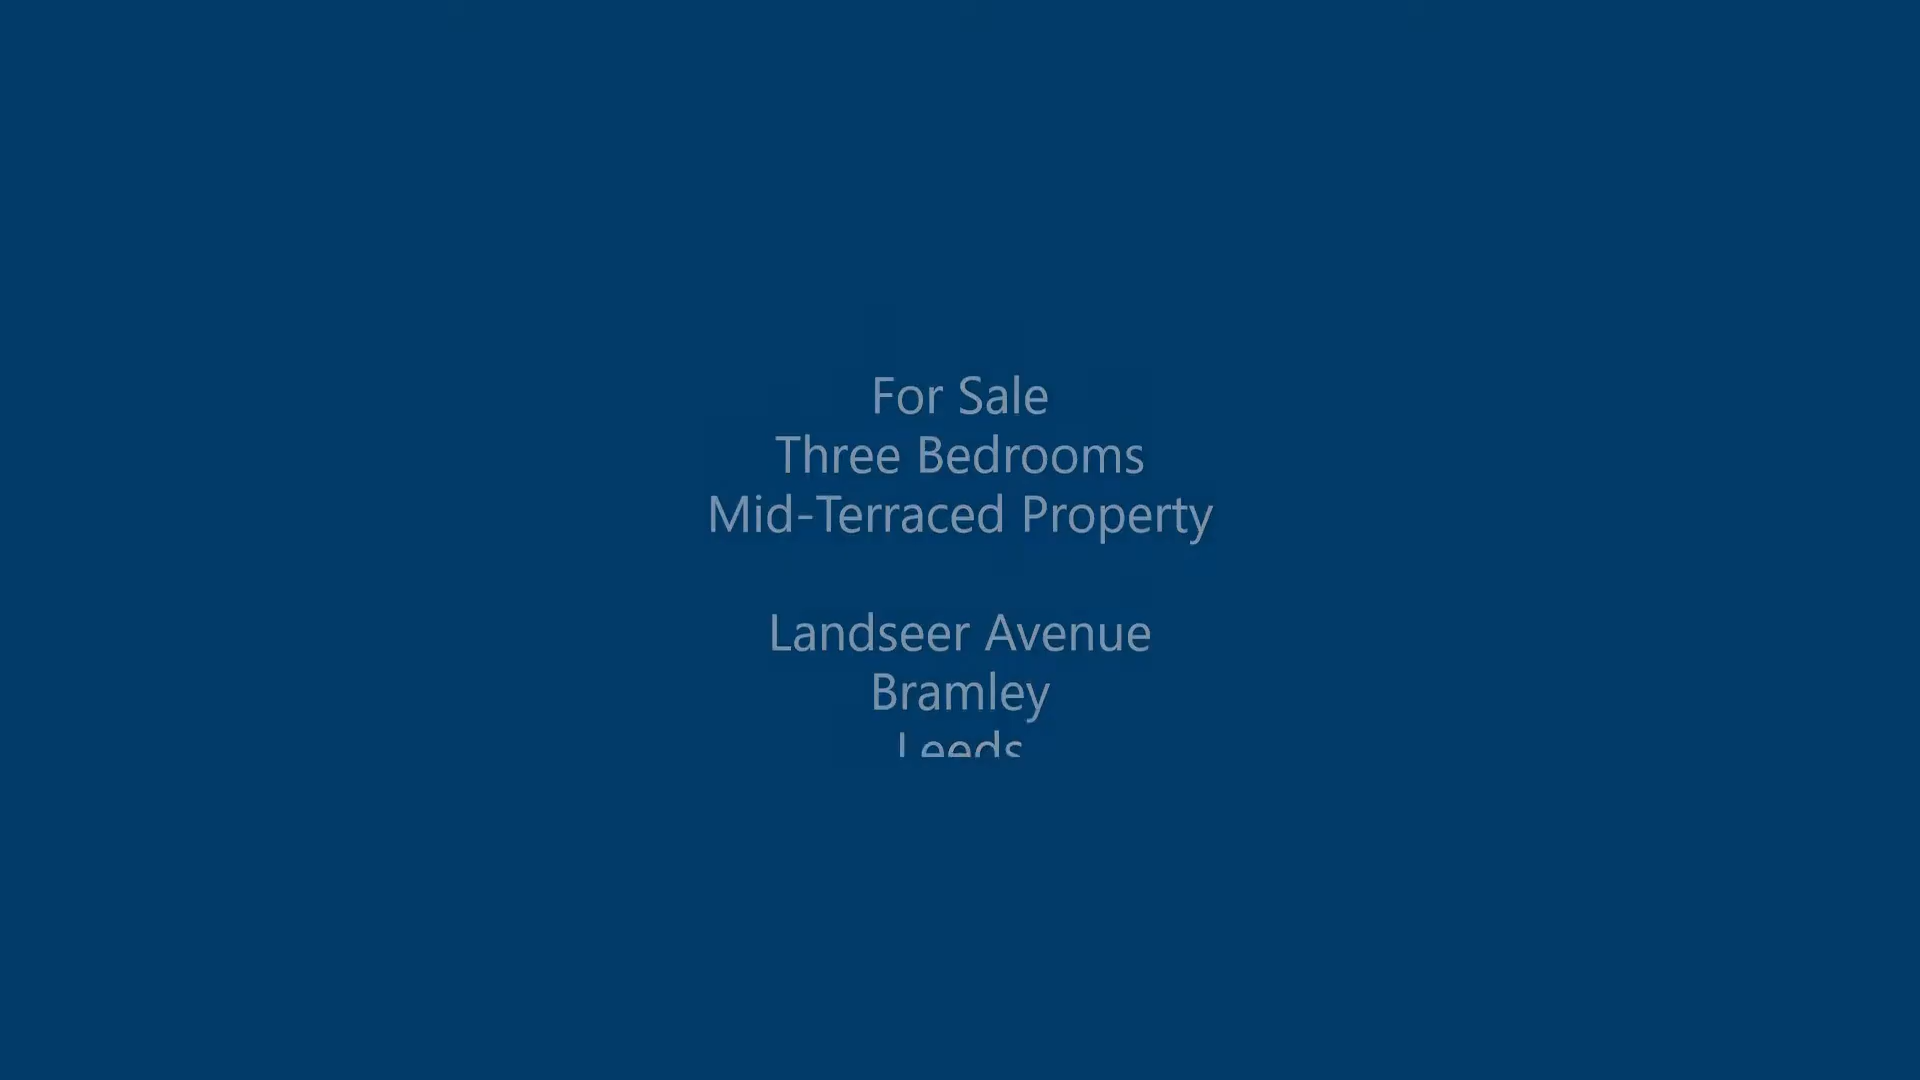 For Sale
Three Bedrooms
Mid-Terraced Property
Landseer Avenue
Bramley
Leeds